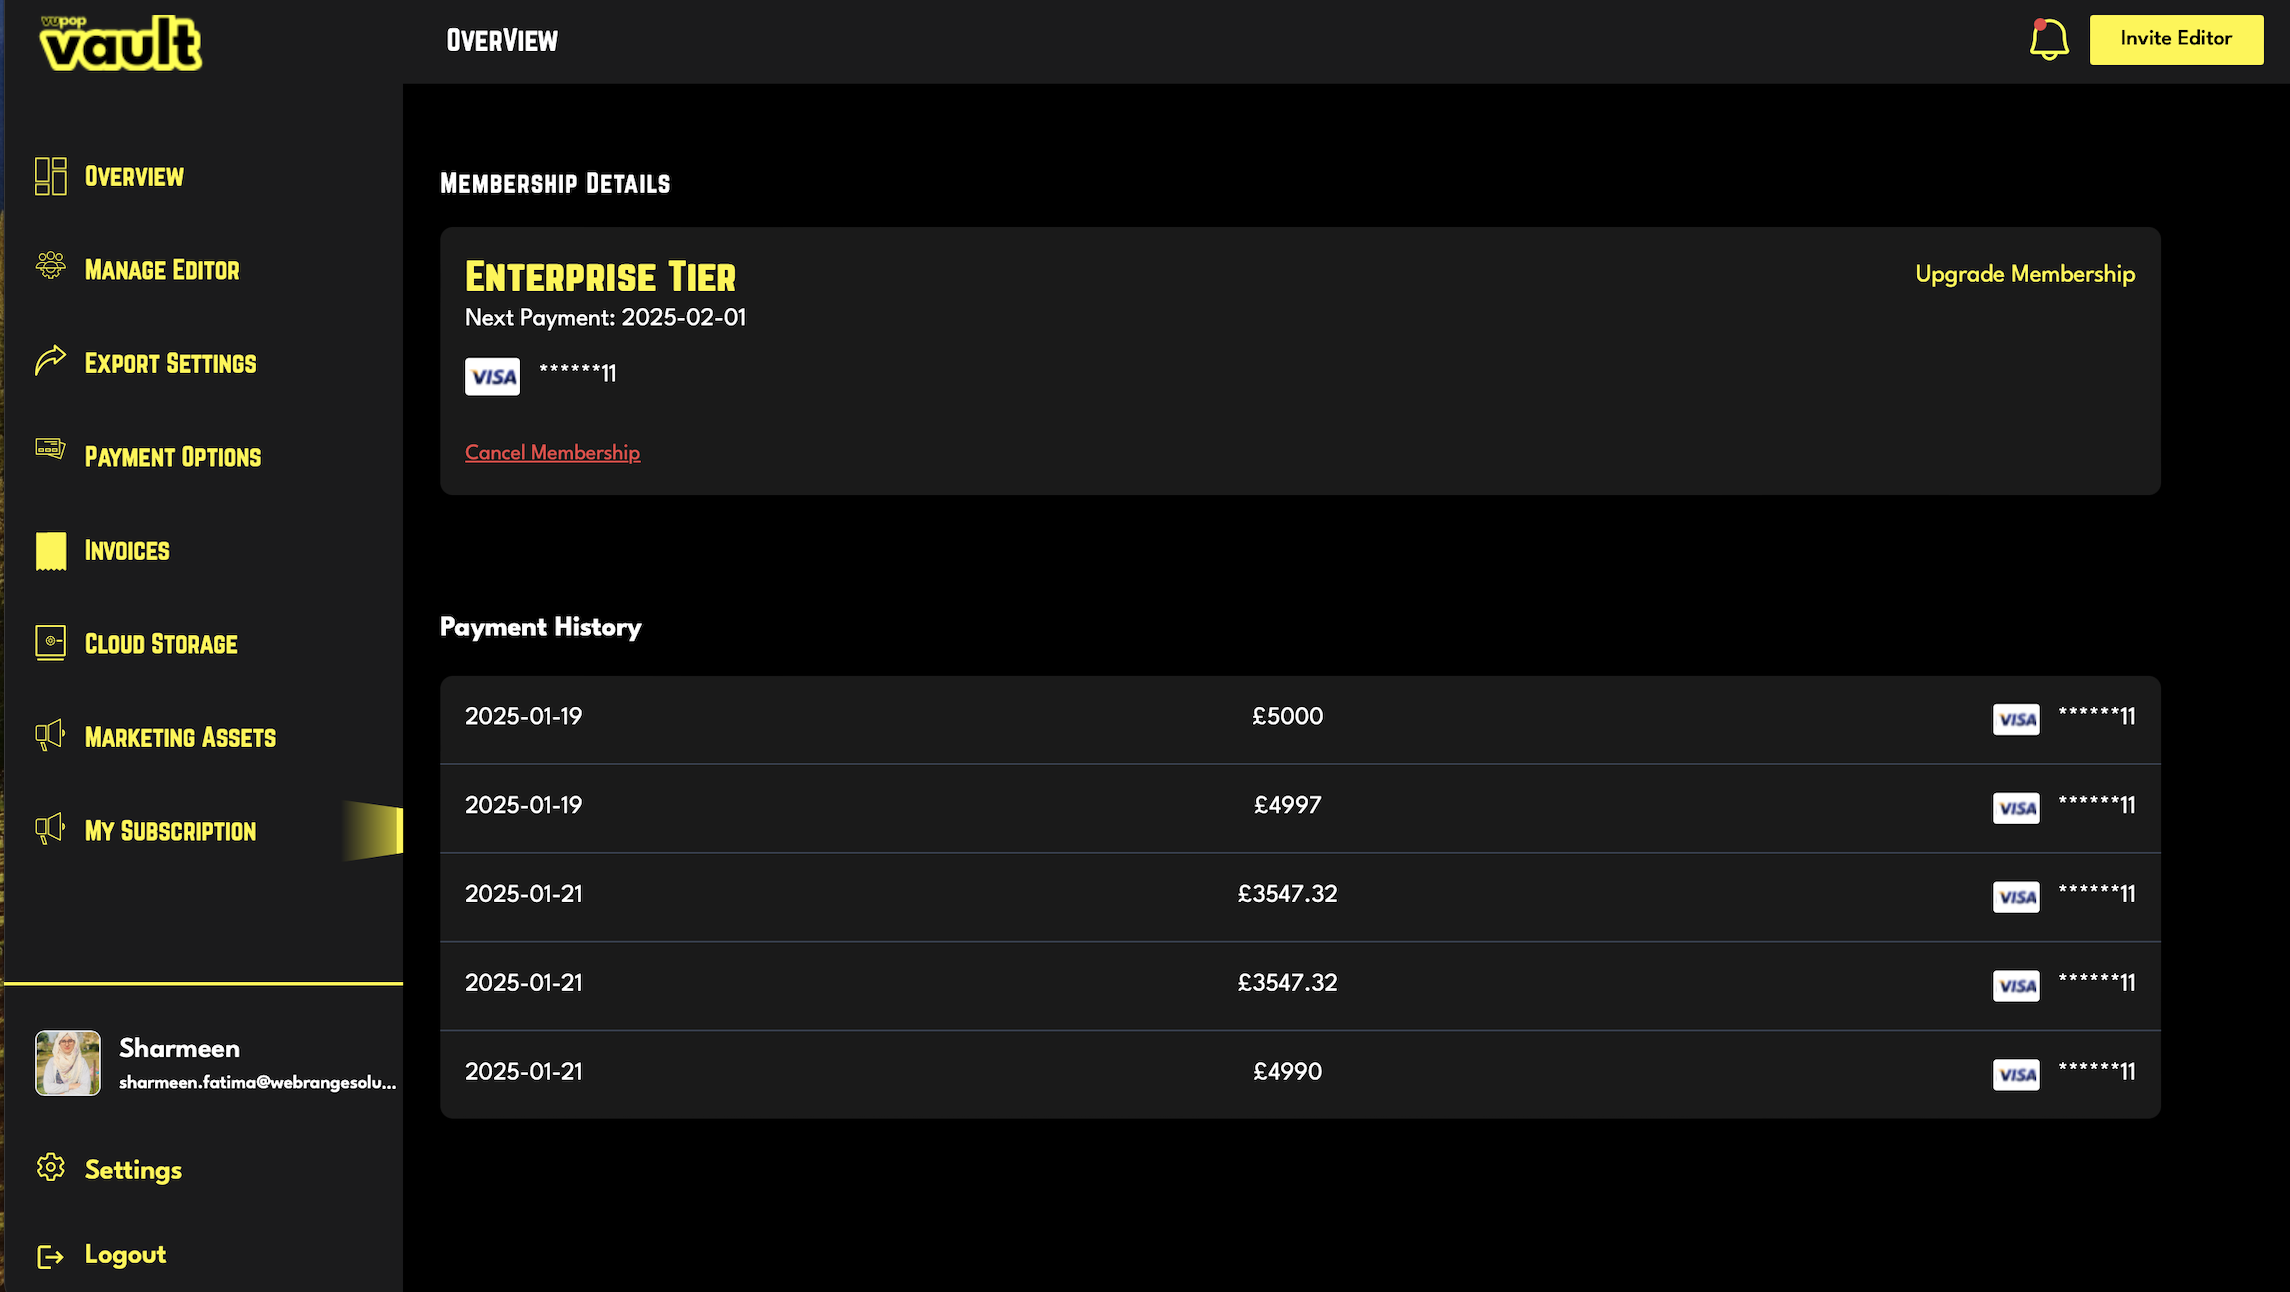 vupop
vault
OverView
Invite Editor
Overview
Manage Editor
Export Settings
Payment Options
Invoices
Cloud Storage
Marketing Assets
My Subscription
Sharmeen
sharmeen.fatima@webrangesolu...
Settings
Logout
Membership Details
Enterprise Tier
Upgrade Membership
Next Payment: 2025-02-01
VISA ******11
Cancel Membership
Payment History
2025-01-19 £5000 VISA ******11
2025-01-19 £4997 VISA ******11
2025-01-21 £3547.32 VISA ******11
2025-01-21 £3547.32 VISA ******11
2025-01-21 £4990 VISA ******11